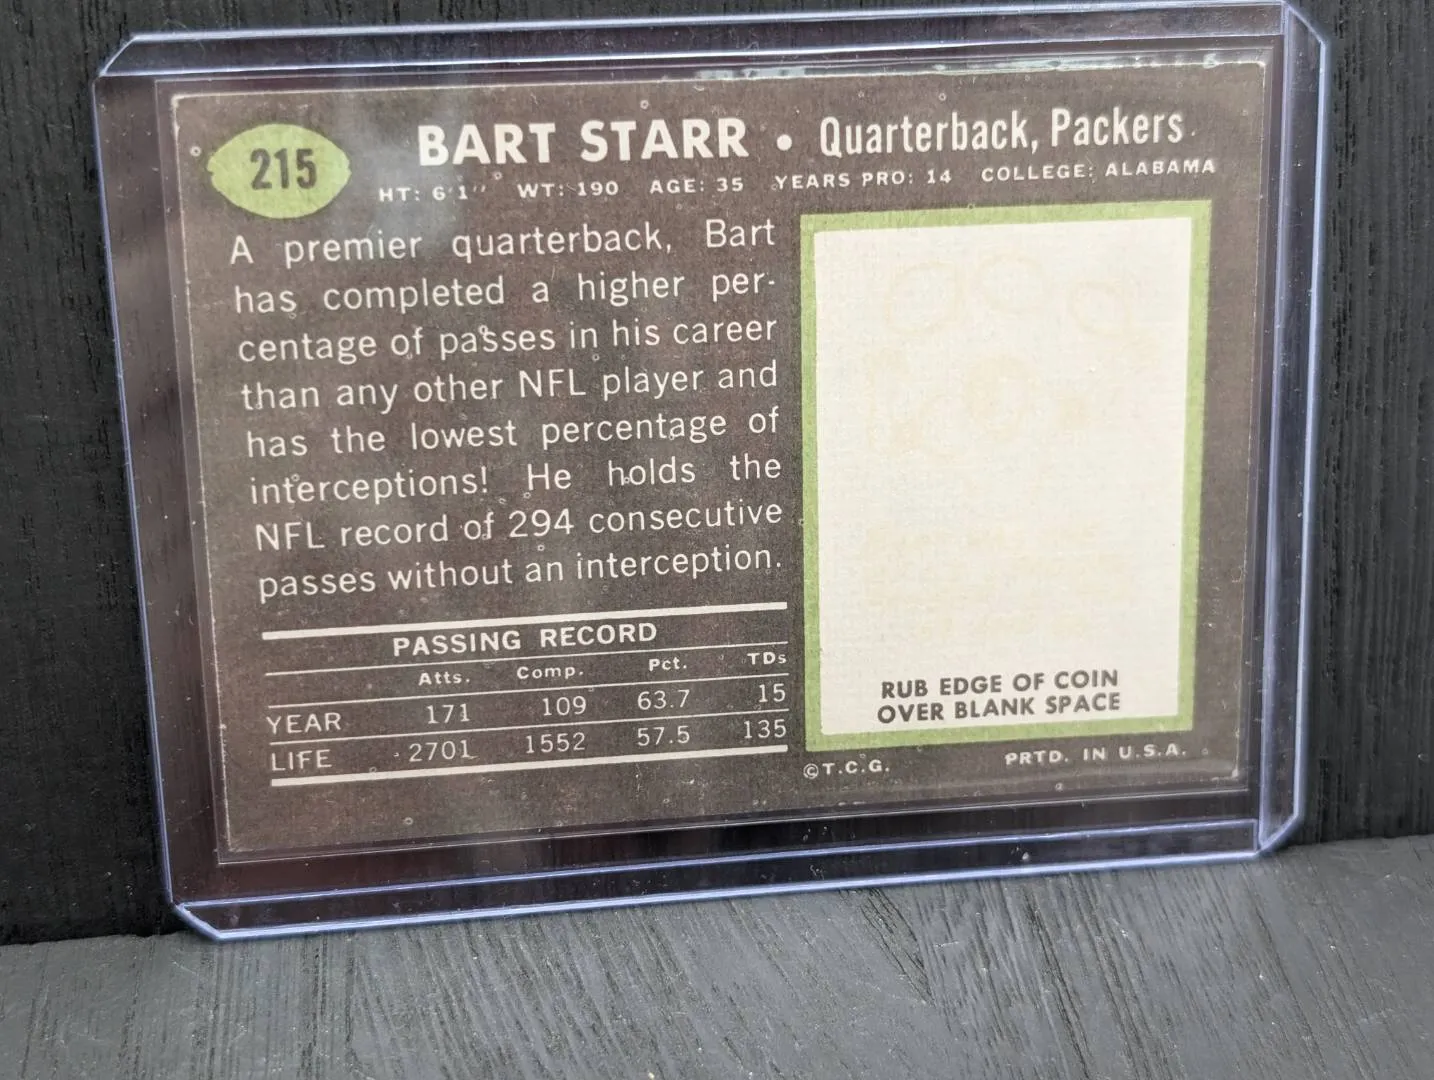 215
BART STARR • Quarterback, Packers
HT: 6'1" WT: 190 AGE: 35 YEARS PRO: 14 COLLEGE: ALABAMA
A premier quarterback, Bart
has completed a higher per-
centage of passes in his career
than any other NFL player and
has the lowest percentage of
interceptions! He holds the
NFL record of 294 consecutive
passes without an interception.
PASSING RECORD
Atts. Comp. Pct. TDs
YEAR 171 109 63.7 15
LIFE 2701 1552 57.5 135
RUB EDGE OF COIN
OVER BLANK SPACE
©T.C.G. PRTD. IN U.S.A.